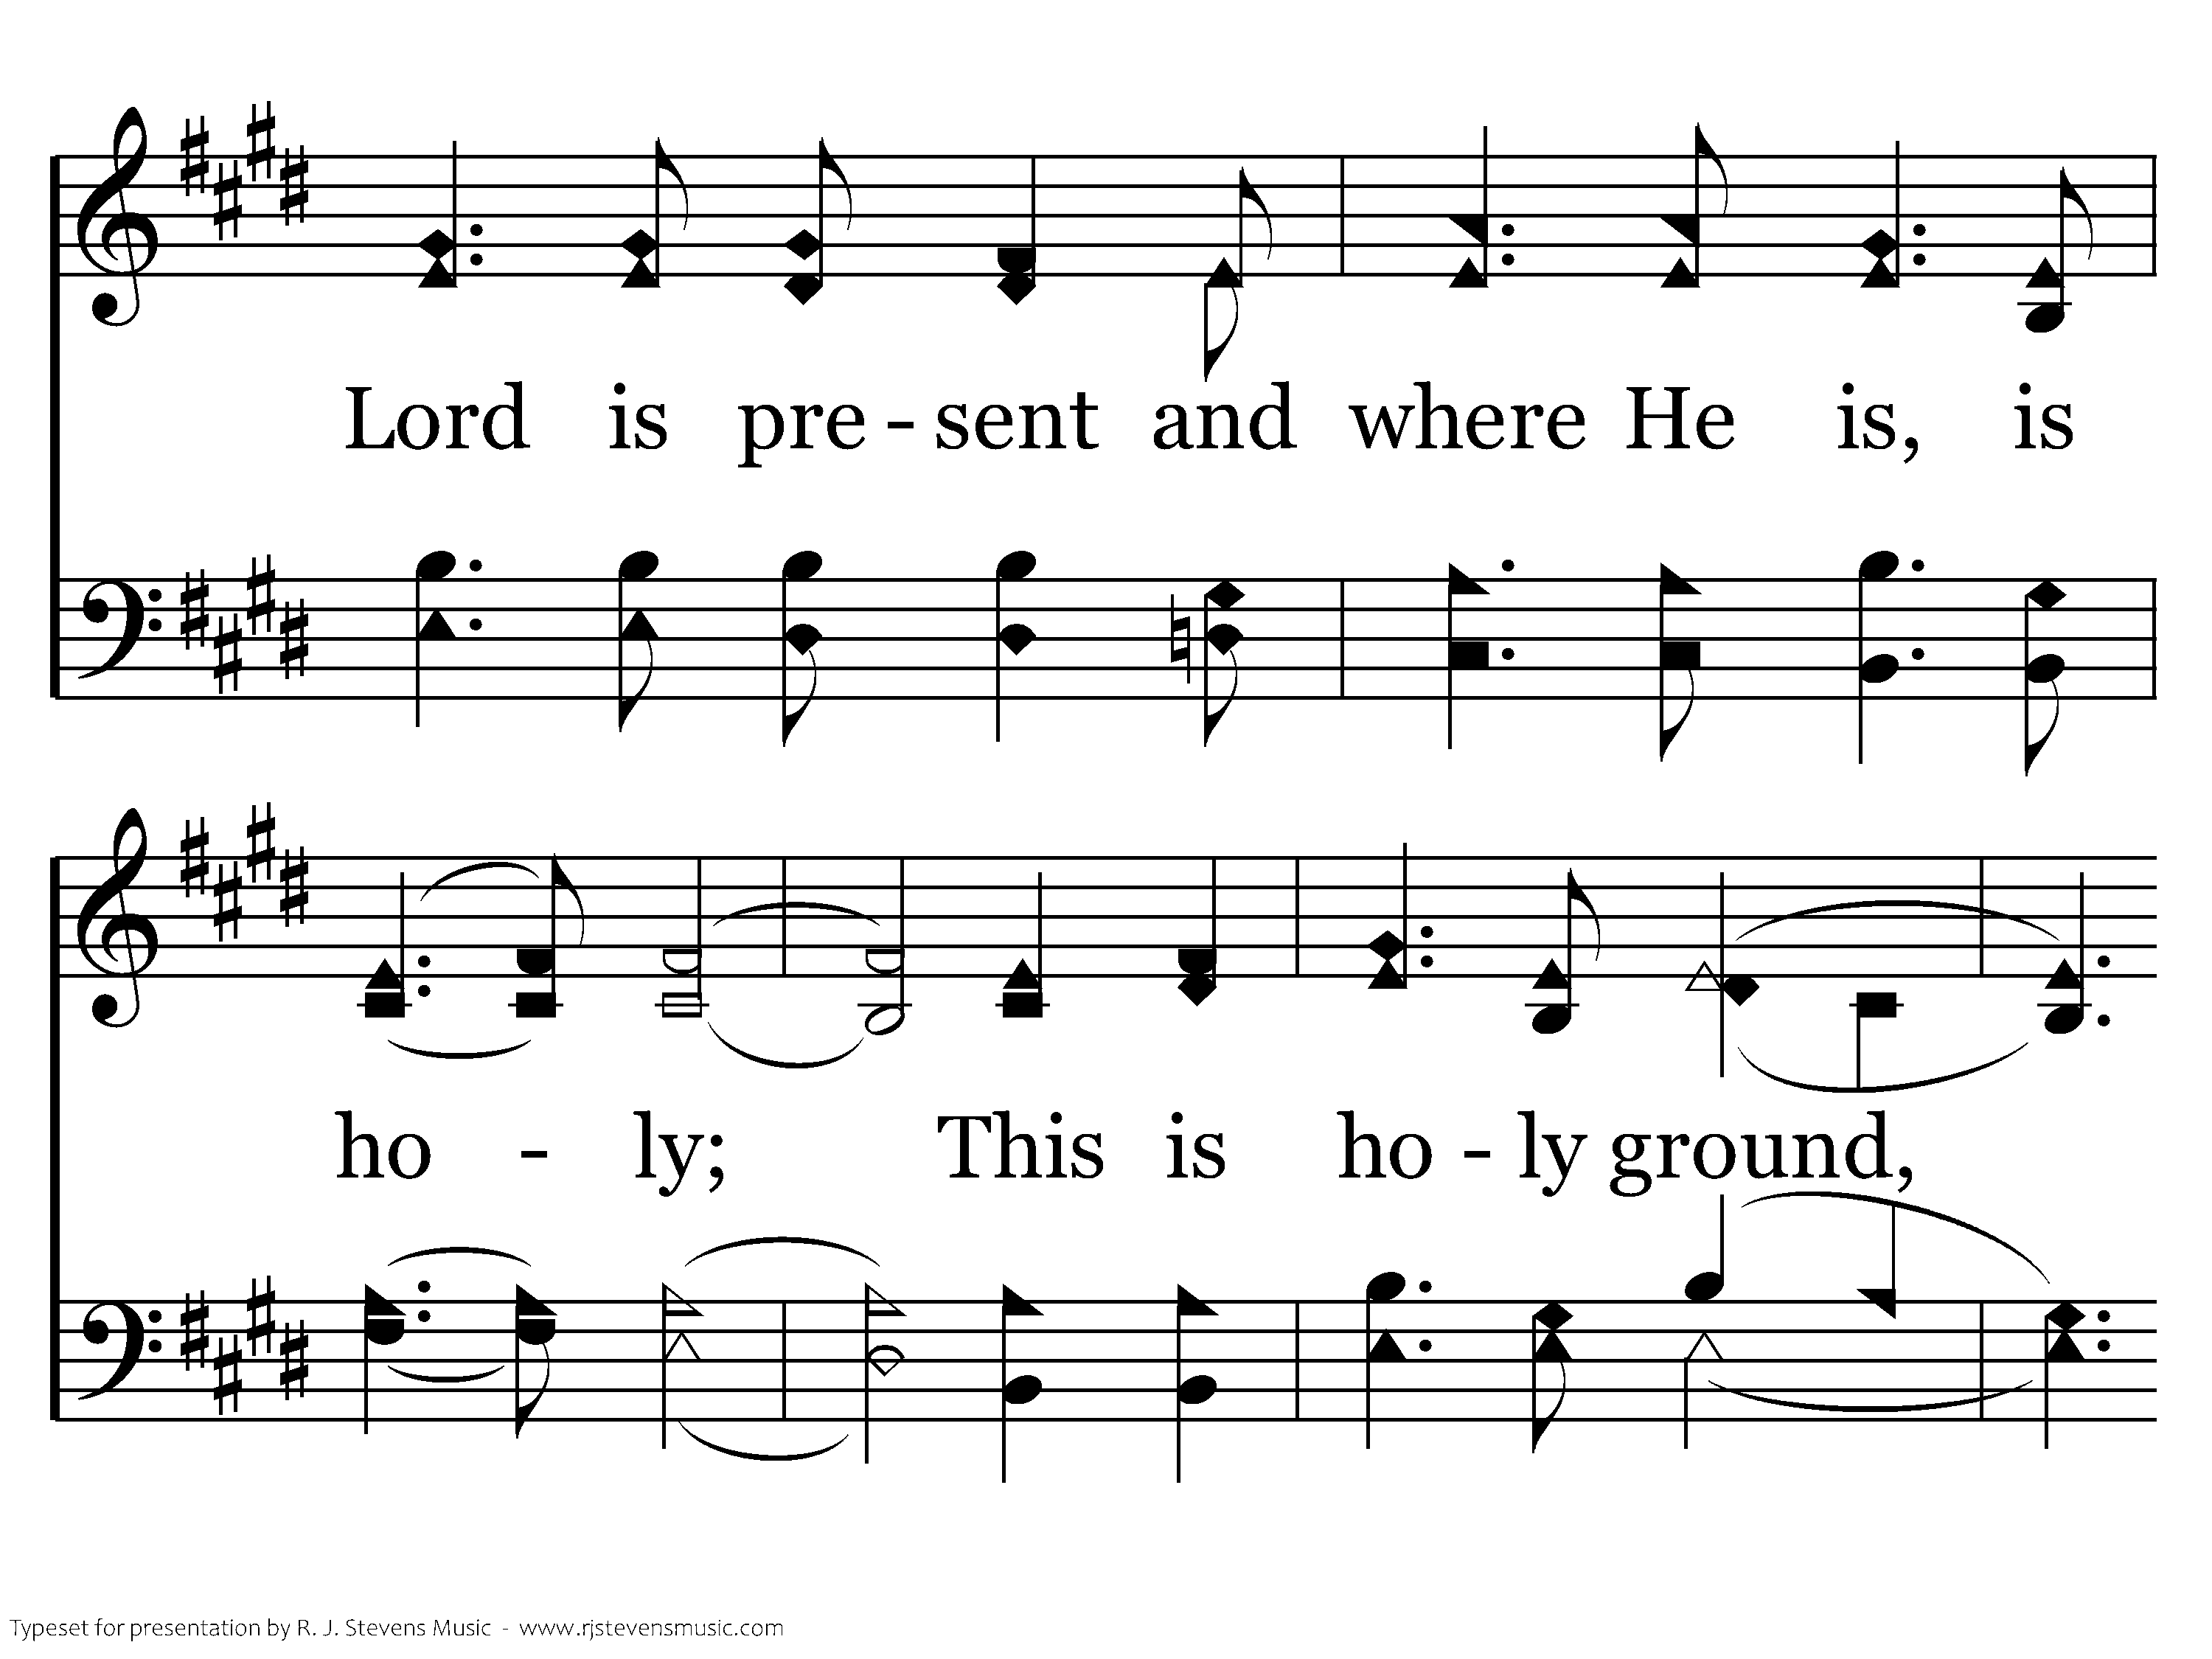 Lord is pre - sent and where He is, is
ho - ly; This is ho - ly ground,
Typeset for presentation by R. J. Stevens Music - www.rjstevensmusic.com